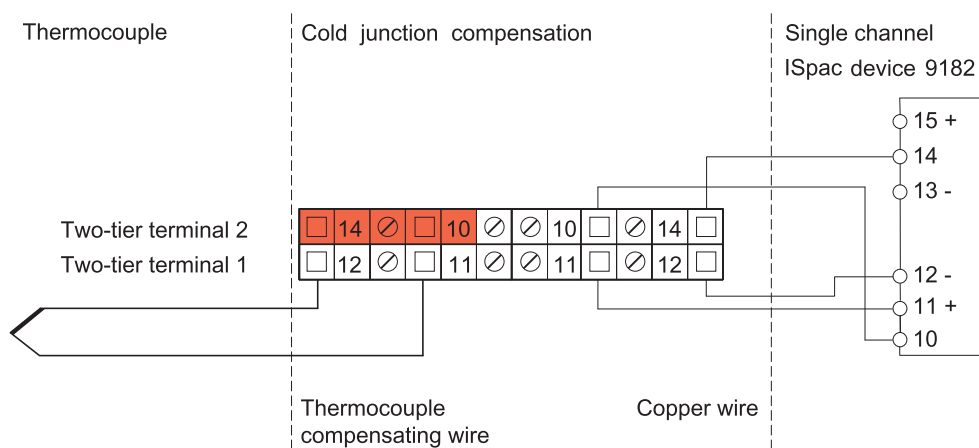 Thermocouple
Cold junction compensation
Single channel
ISpac device 9182
15 +
14
13 -
Two-tier terminal 2
14 10 10 14
Two-tier terminal 1
12 11 11 12
12 -
11 +
10
Thermocouple
compensating wire
Copper wire